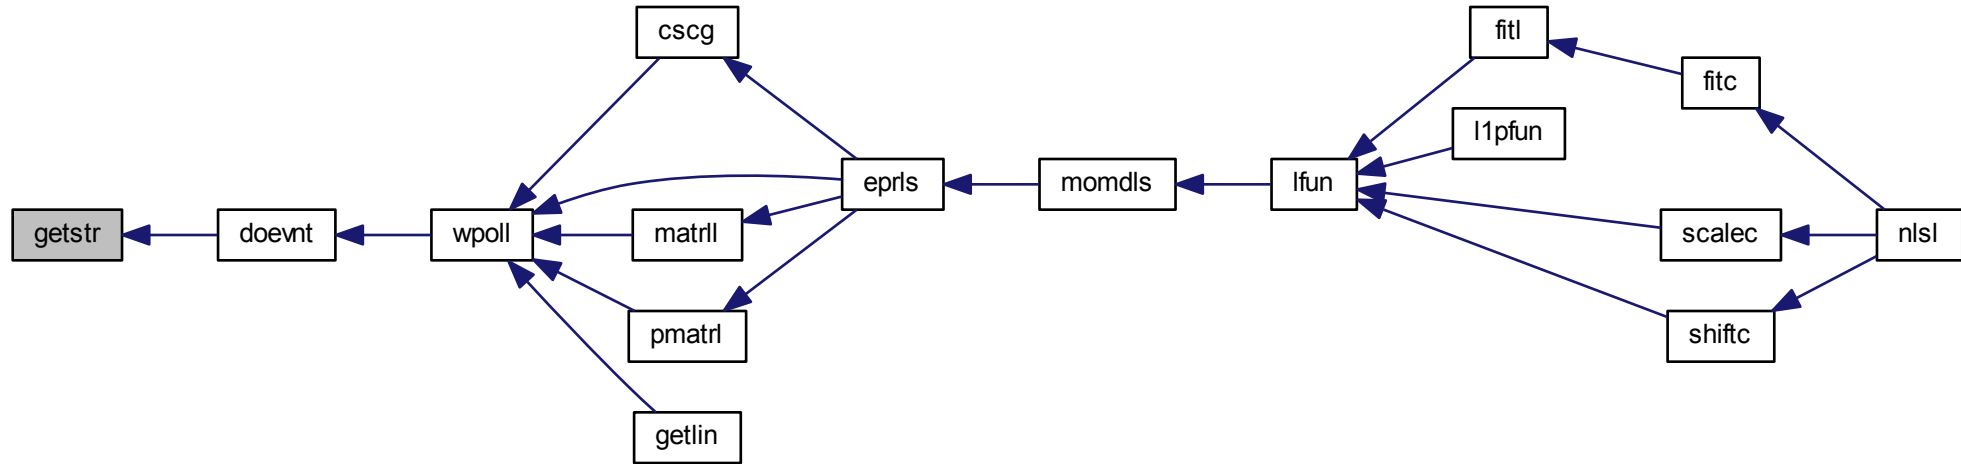 getstr
doevnt
wpoll
cscg
matrll
pmatrl
getlin
eprls
momdls
lfun
fitl
l1pfun
fitc
scalec
shiftc
nlsl